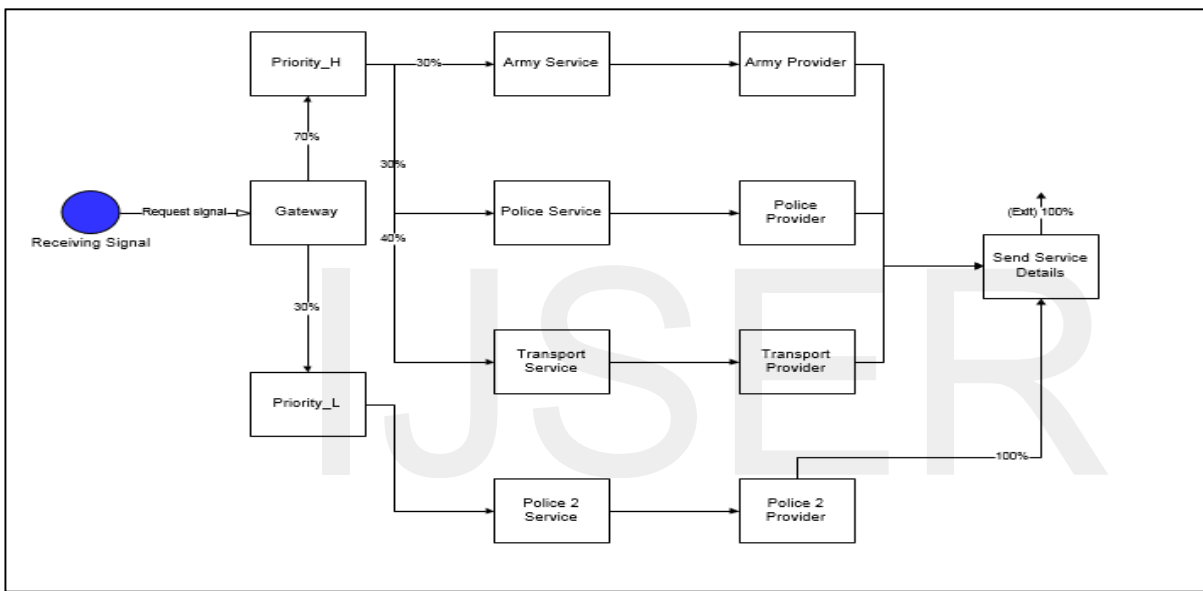 Priority_H
30%
Army Service
Army Provider
70%
30%
Request signal
Gateway
Police Service
Police
Provider
Receiving Signal
40%
(Exit) 100%
Send Service
Details
30%
Transport
Service
Transport
Provider
Priority_L
100%
Police 2
Service
Police 2
Provider
IJSER